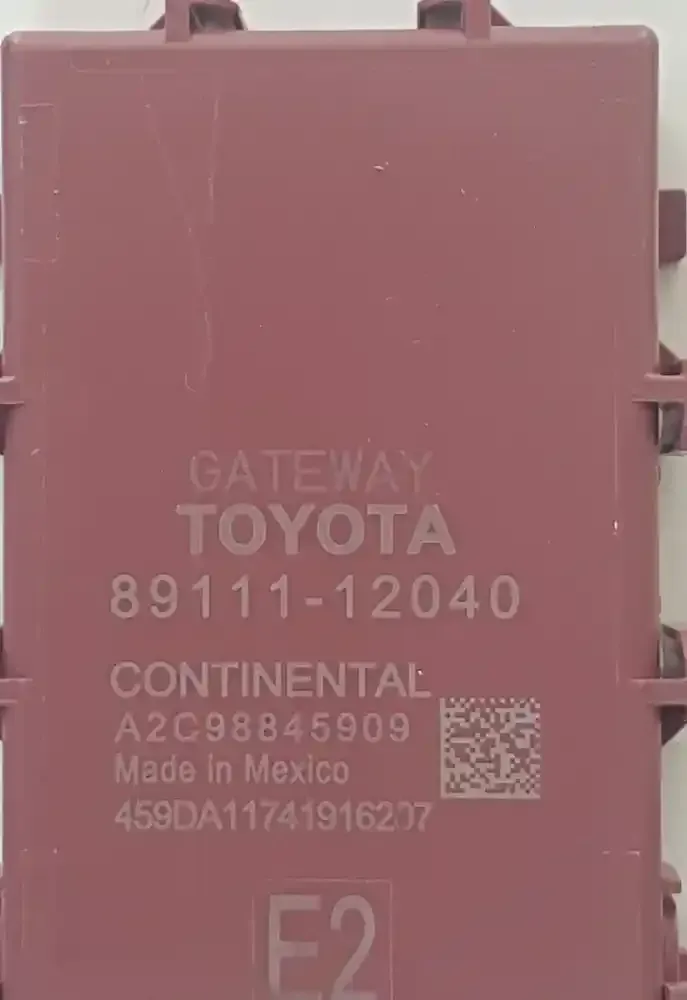 GATEWAY
TOYOTA
89111-12040
CONTINENTAL
A2C98845909
Made in Mexico
459DA11741916207
E2